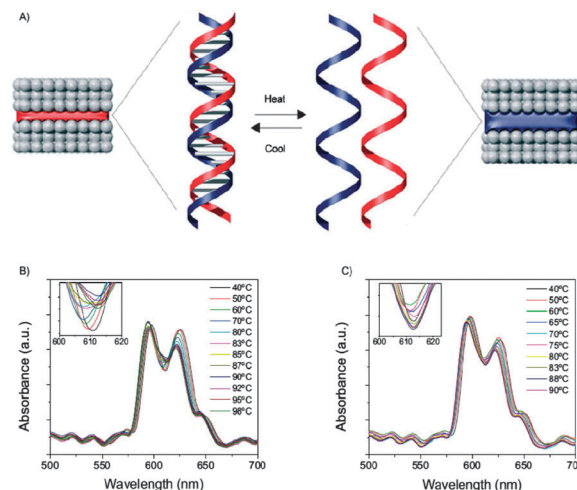 A)
Heat
Cool
B)
600 610 620
40ºC
50ºC
60ºC
70ºC
80ºC
83ºC
85ºC
87ºC
90ºC
92ºC
95ºC
98ºC
Absorbance (a.u.)
500 550 600 650 700
Wavelength (nm)
C)
600 613 620
40ºC
50ºC
60ºC
65ºC
70ºC
75ºC
80ºC
83ºC
88ºC
90ºC
Absorbance (a.u.)
500 550 600 650 700
Wavelength (nm)